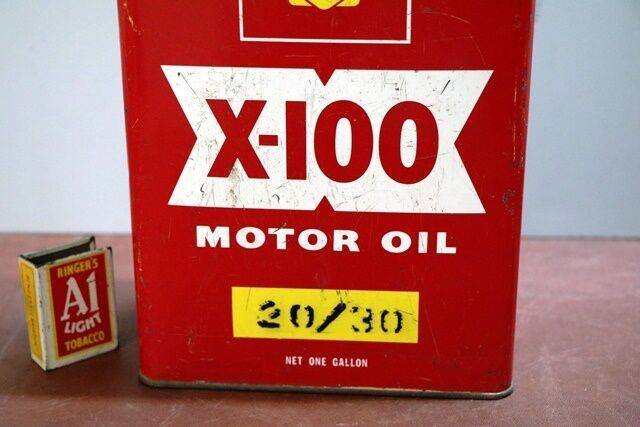 X-100
MOTOR OIL
20/30
NET ONE GALLON
RINGER'S
A1
LIGHT
TOBACCO